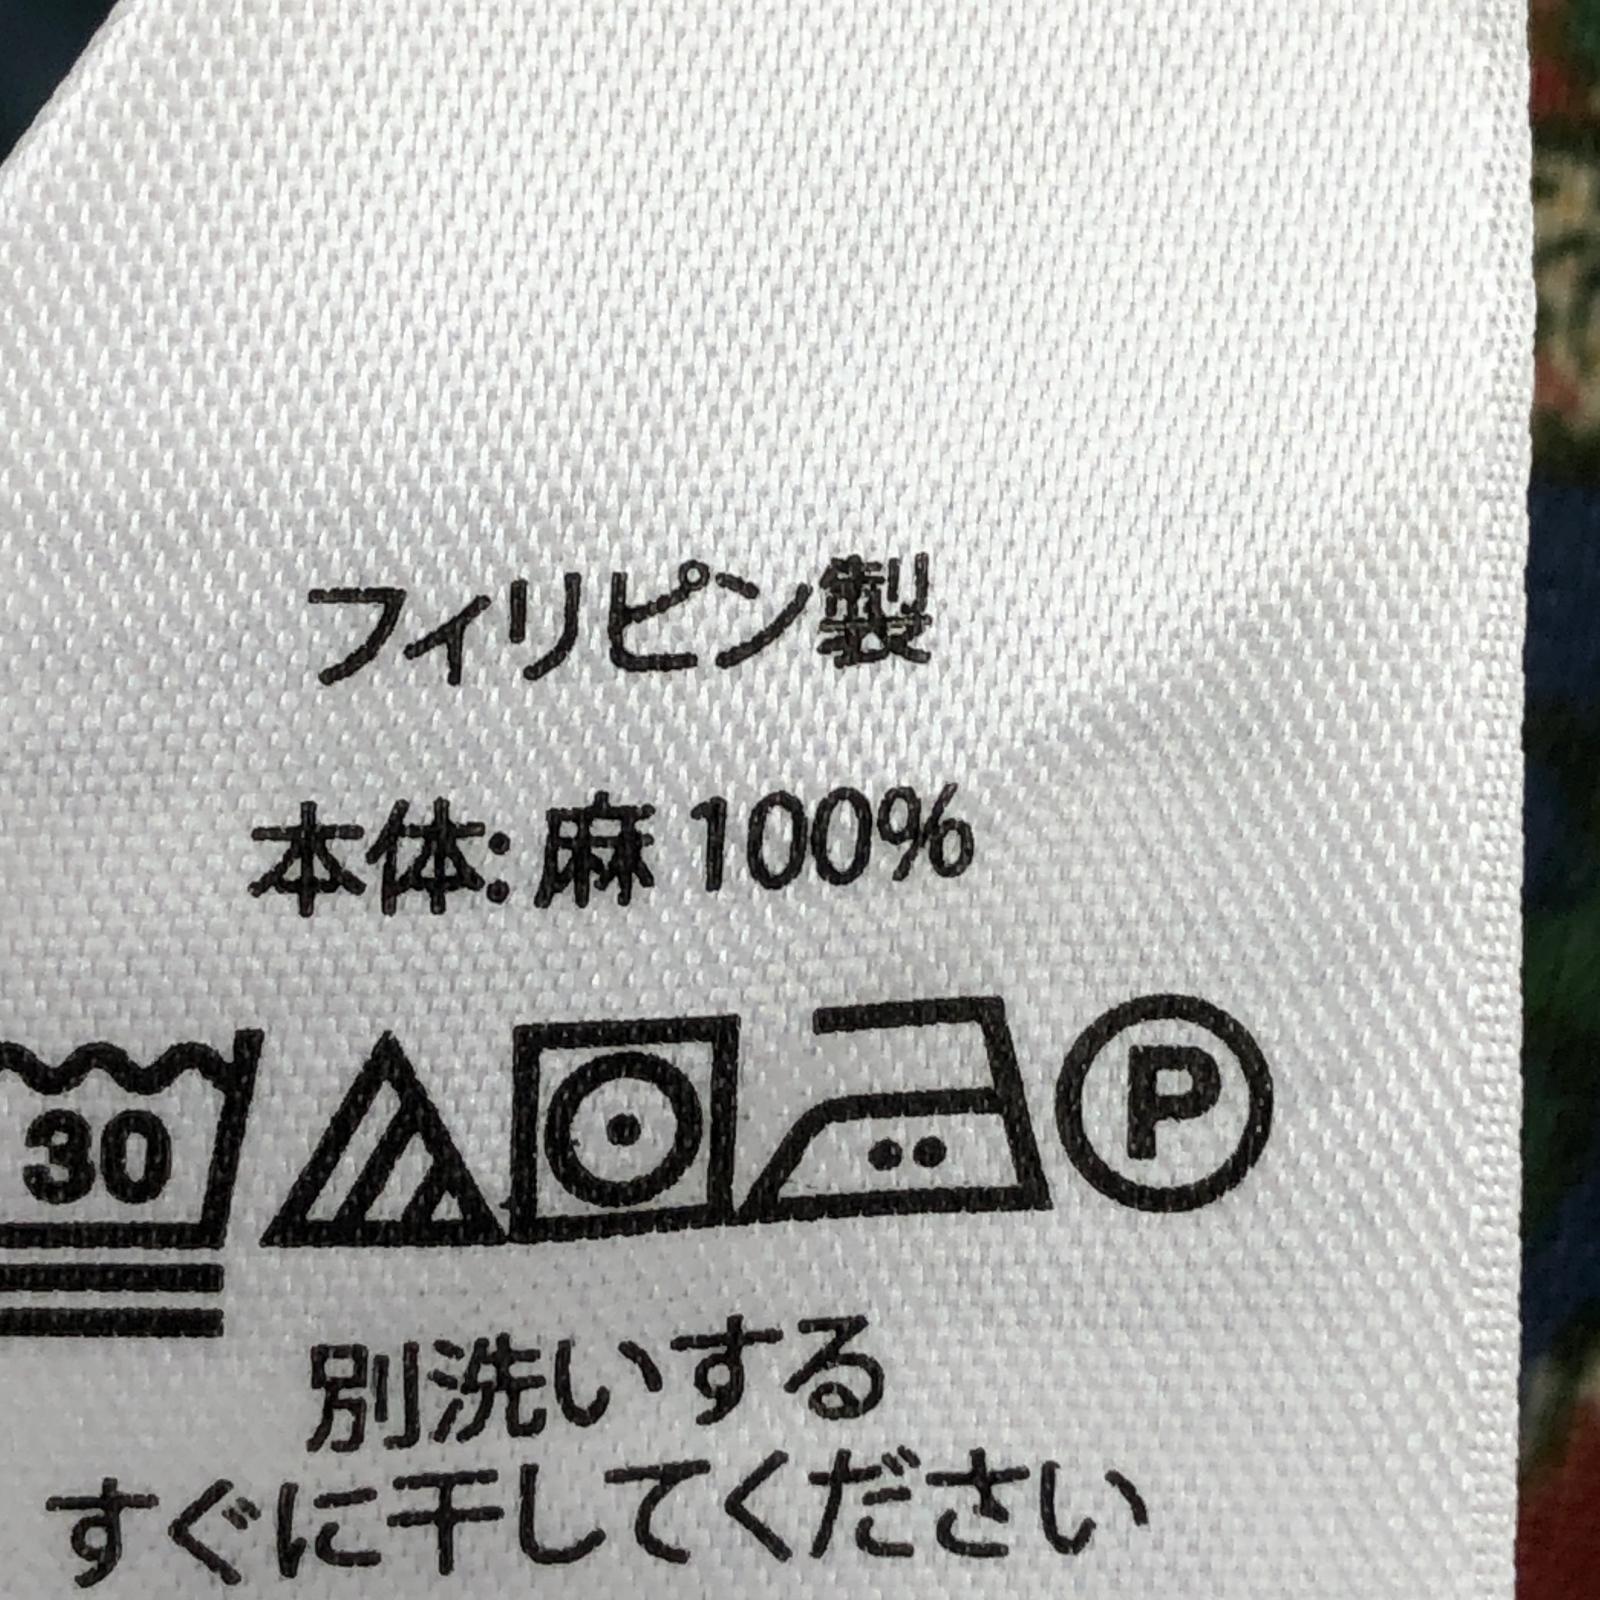 フィリピン製
本体: 麻 100%
30 P
別洗いする
すぐに干してください